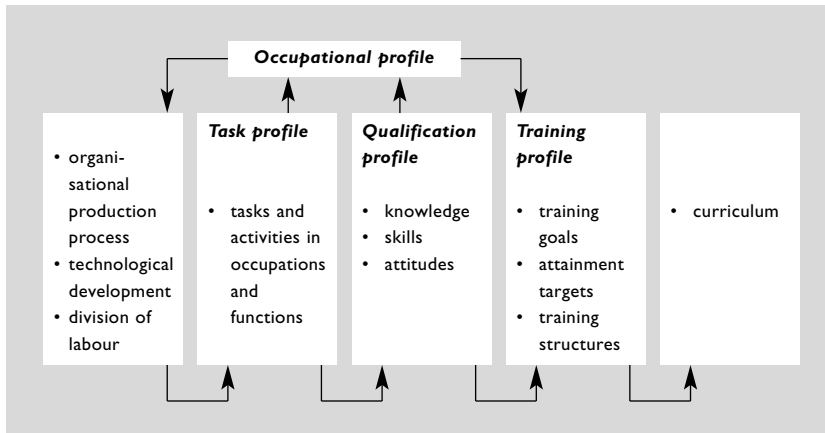 Occupational profile
• organi-
sational
production
process
• technological
development
• division of
labour
Task profile
• tasks and
activities in
occupations
and
functions
Qualification
profile
• knowledge
• skills
• attitudes
Training
profile
• training
goals
• attainment
targets
• training
structures
• curriculum